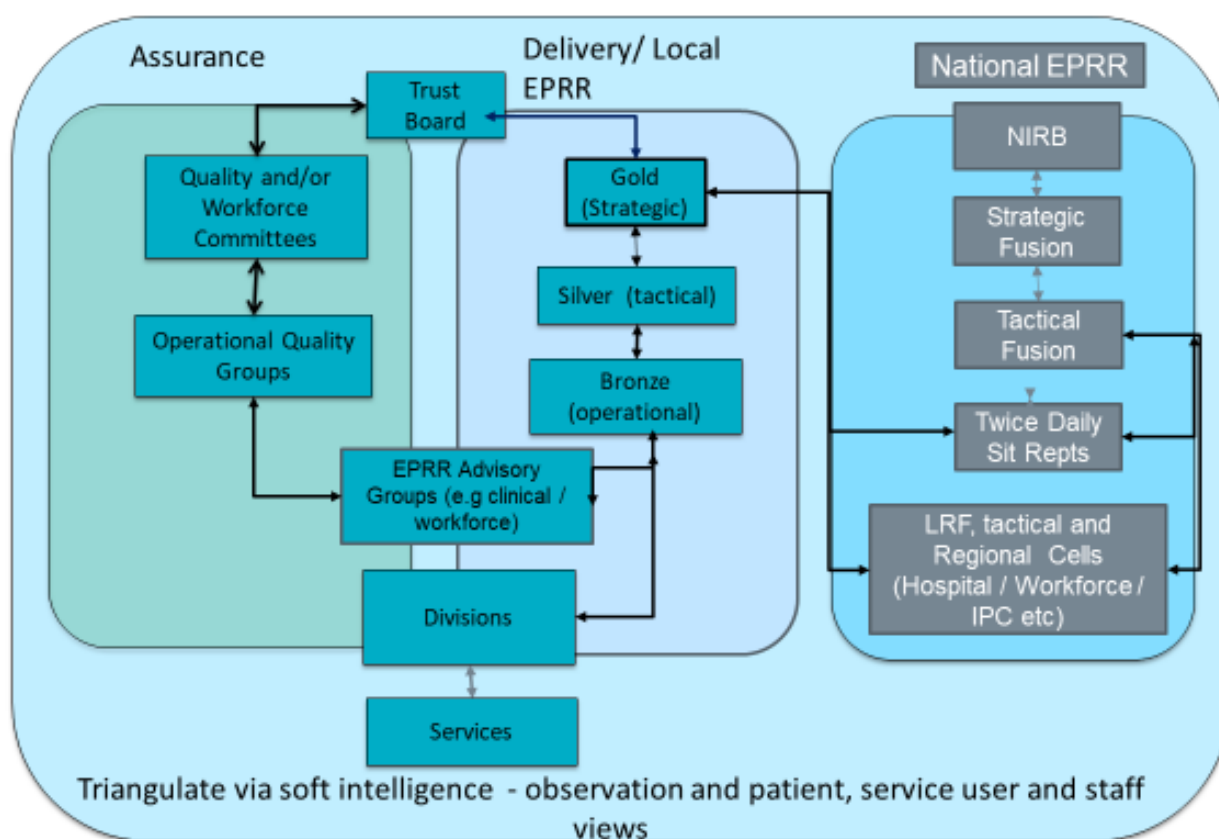 Assurance
Delivery/ Local
EPRR
National EPRR
Trust
Board
NIRB
Quality and/or
Workforce
Committees
Gold
(Strategic)
Strategic
Fusion
Silver (tactical)
Operational Quality
Groups
Tactical
Fusion
Bronze
(operational)
Twice Daily
Sit Repts
EPRR Advisory
Groups (e.g clinical /
workforce)
LRF, tactical and
Regional Cells
(Hospital / Workforce /
IPC etc)
Divisions
Services
Triangulate via soft intelligence - observation and patient, service user and staff
views